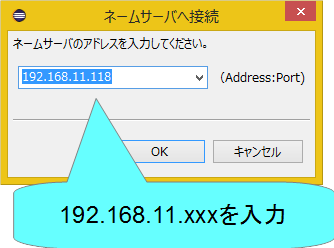 ネームサーバへ接続
ネームサーバのアドレスを入力してください。
192.168.11.118
(Address:Port)
OK
キャンセル
192.168.11.xxxを入力